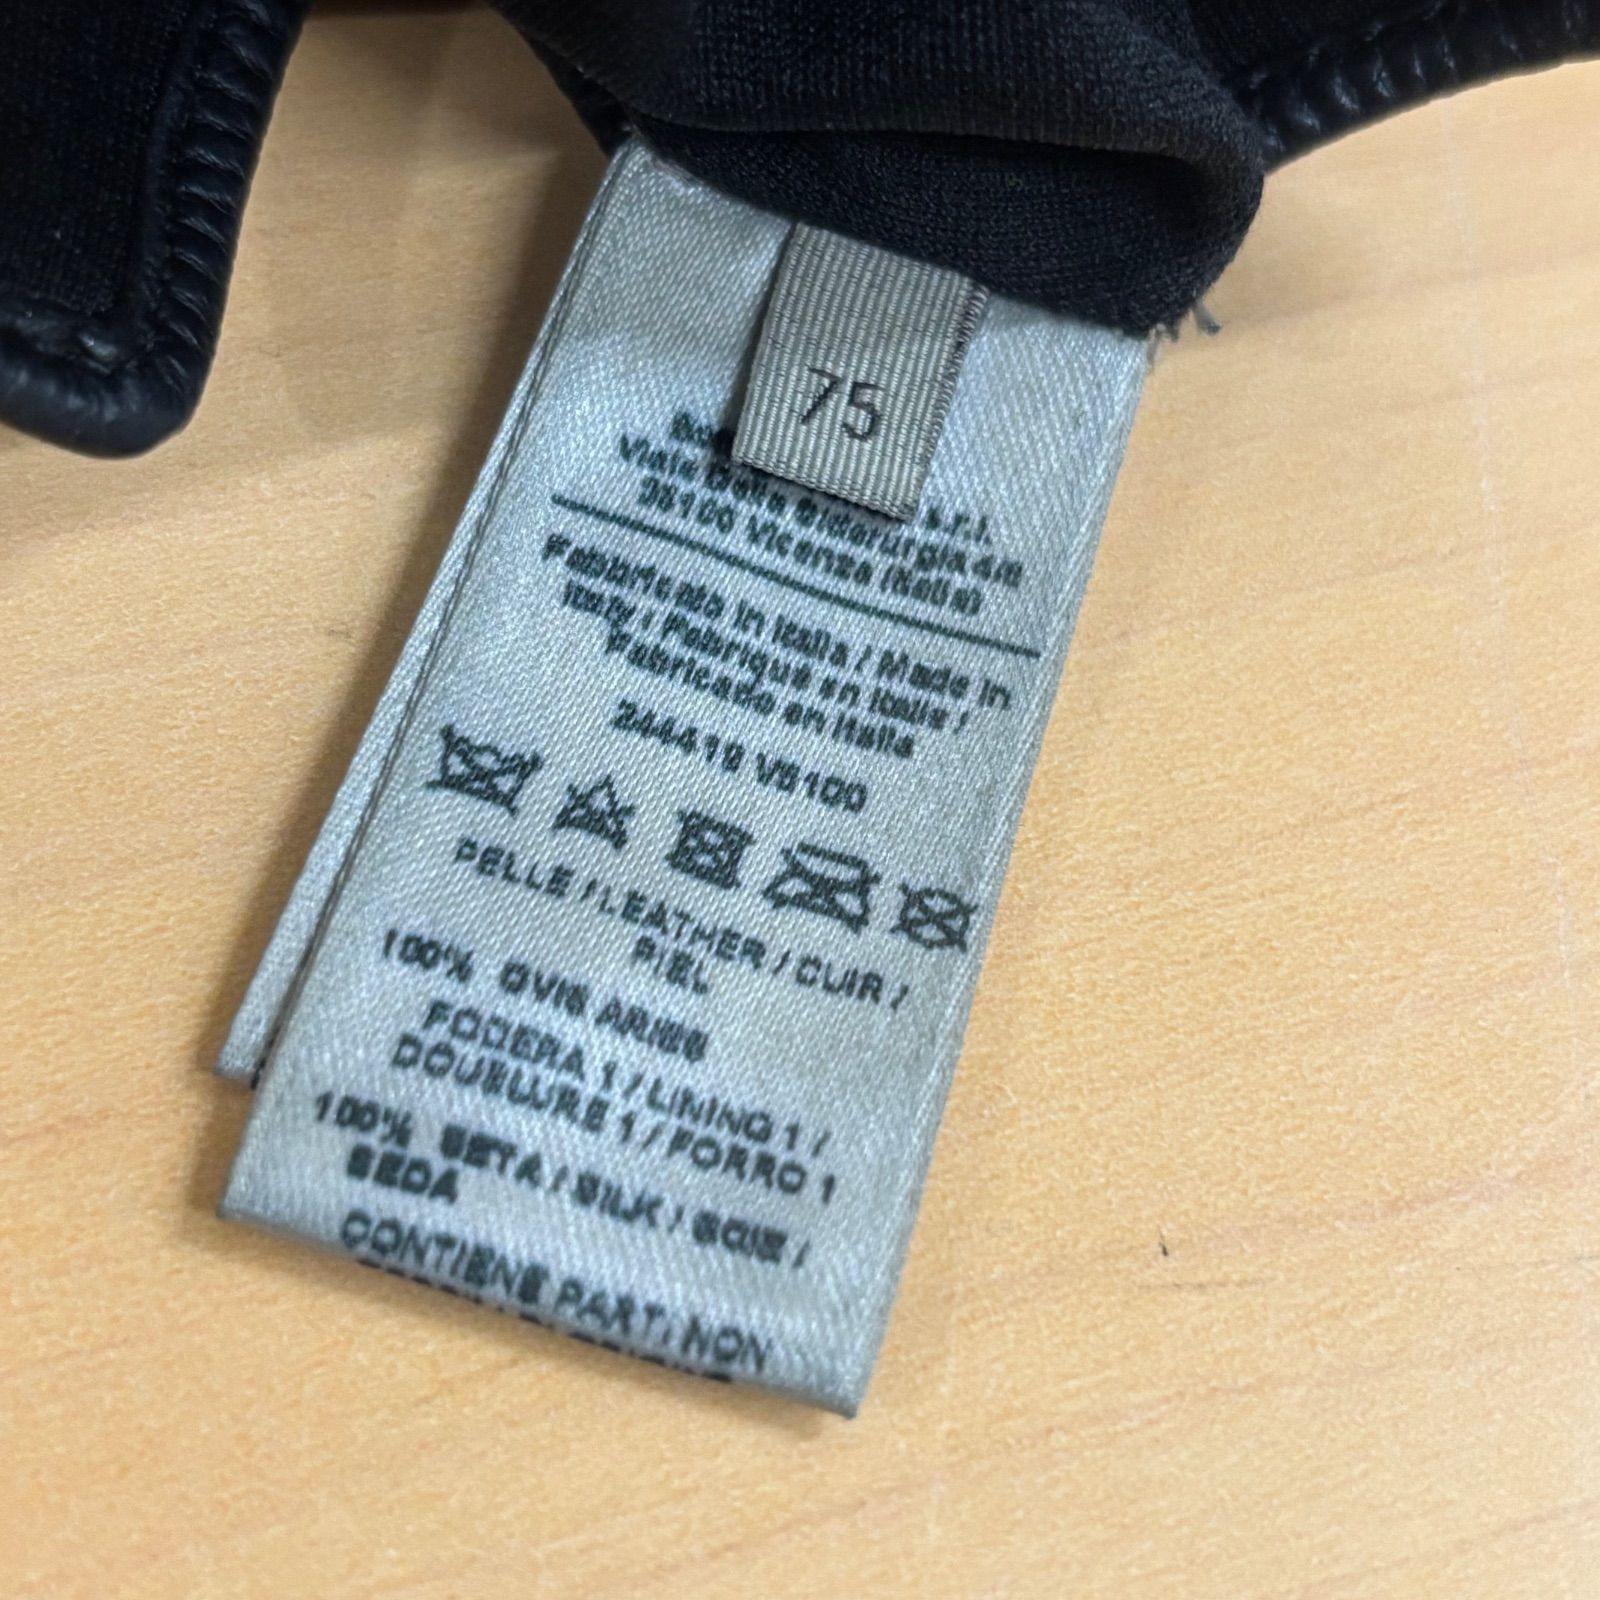 75
Viale Della Siderurgia
s.r.l.
36100 Vicenza (Italia)
Fabbricato in Italia / Made in
Italy / Fabriqué en Italie /
Fabricado en Italia
V5100
PELLE / LEATHER / CUIR /
PIEL
100% OVIS ARIES
FODERA 1 / LINING 1 /
DOUBLURE 1 / FORRO 1
100% SETA / SILK / SOIE /
SEDA
CONTIENE PARTI NON